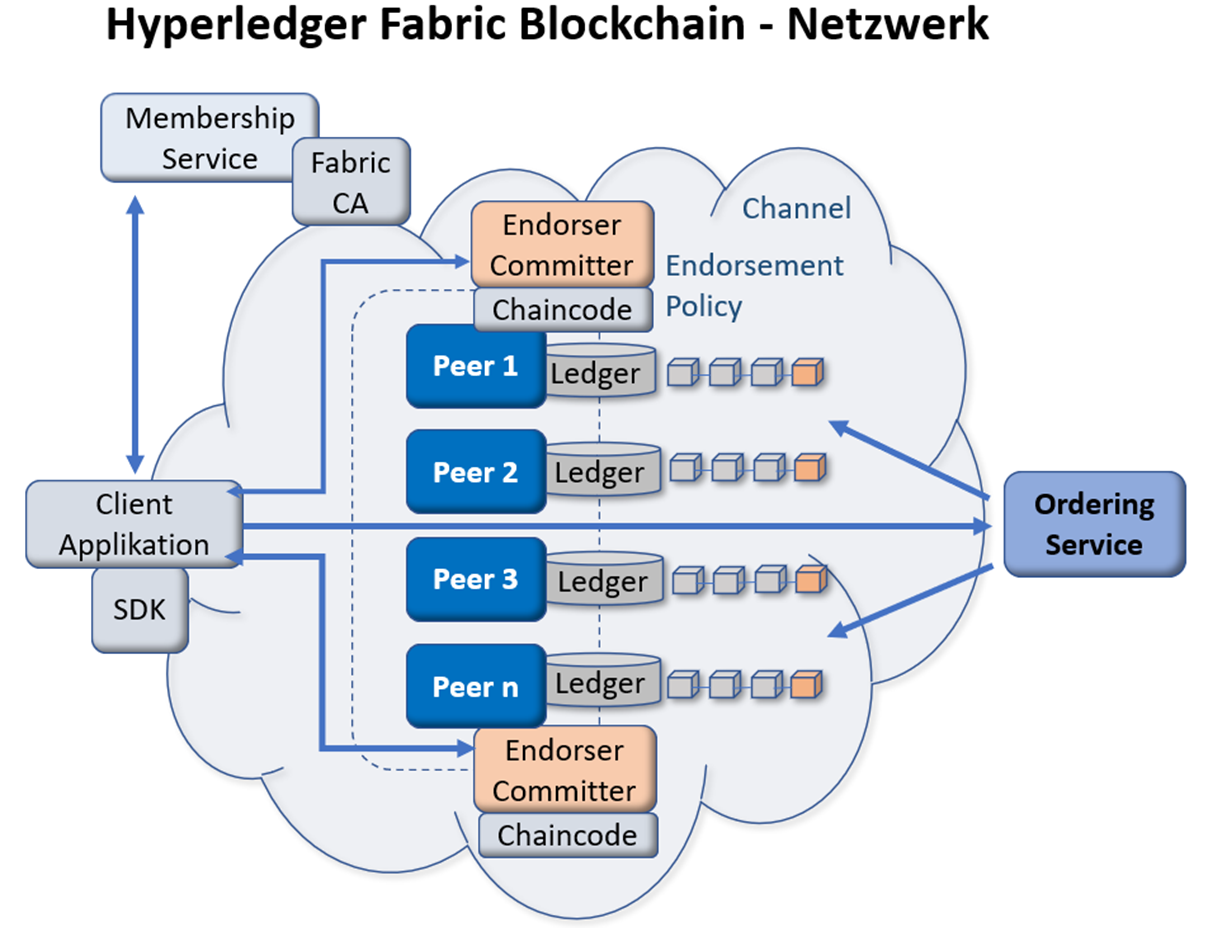 Hyperledger Fabric Blockchain - Netzwerk
Membership
Service
Fabric
CA
Channel
Endorser
Committer
Endorsement
Policy
Chaincode
Peer 1
Ledger
Peer 2
Ledger
Client
Applikation
SDK
Ordering
Service
Peer 3
Ledger
Peer n
Ledger
Endorser
Committer
Chaincode